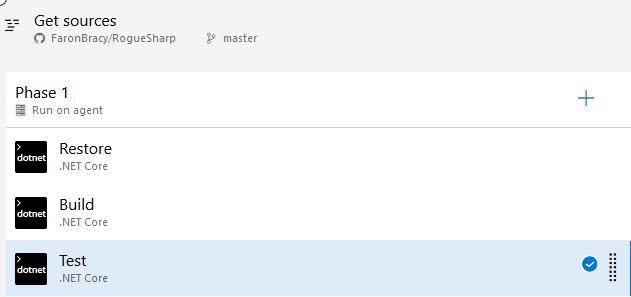 Get sources
FaronBracy/RogueSharp master
Phase 1
Run on agent
dotnet
Restore
.NET Core
dotnet
Build
.NET Core
dotnet
Test
.NET Core